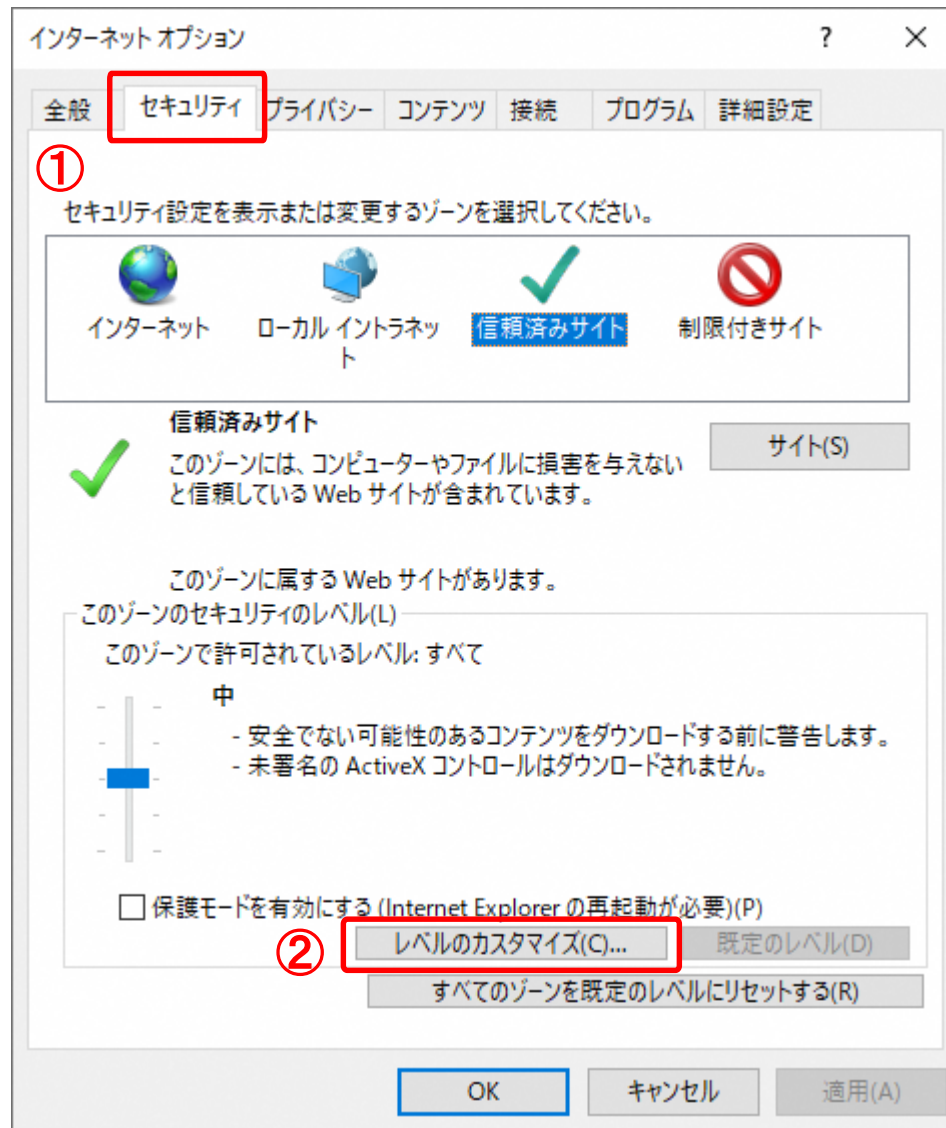 インターネット オプション ? ×
全般 セキュリティ プライバシー コンテンツ 接続 プログラム 詳細設定
①
セキュリティ設定を表示または変更するゾーンを選択してください。
インターネット ローカル イントラネッ 信頼済みサイト 制限付きサイト
ト
信頼済みサイト
サイト(S)
このゾーンには、コンピューターやファイルに損害を与えない
と信頼している Web サイトが含まれています。
このゾーンに属する Web サイトがあります。
このゾーンのセキュリティのレベル(L)
このゾーンで許可されているレベル: すべて
中
- 安全でない可能性のあるコンテンツをダウンロードする前に警告します。
- 未署名の ActiveX コントロールはダウンロードされません。
保護モードを有効にする (Internet Explorer の再起動が必要)(P)
② レベルのカスタマイズ(C)... 既定のレベル(D)
すべてのゾーンを既定のレベルにリセットする(R)
OK キャンセル 適用(A)